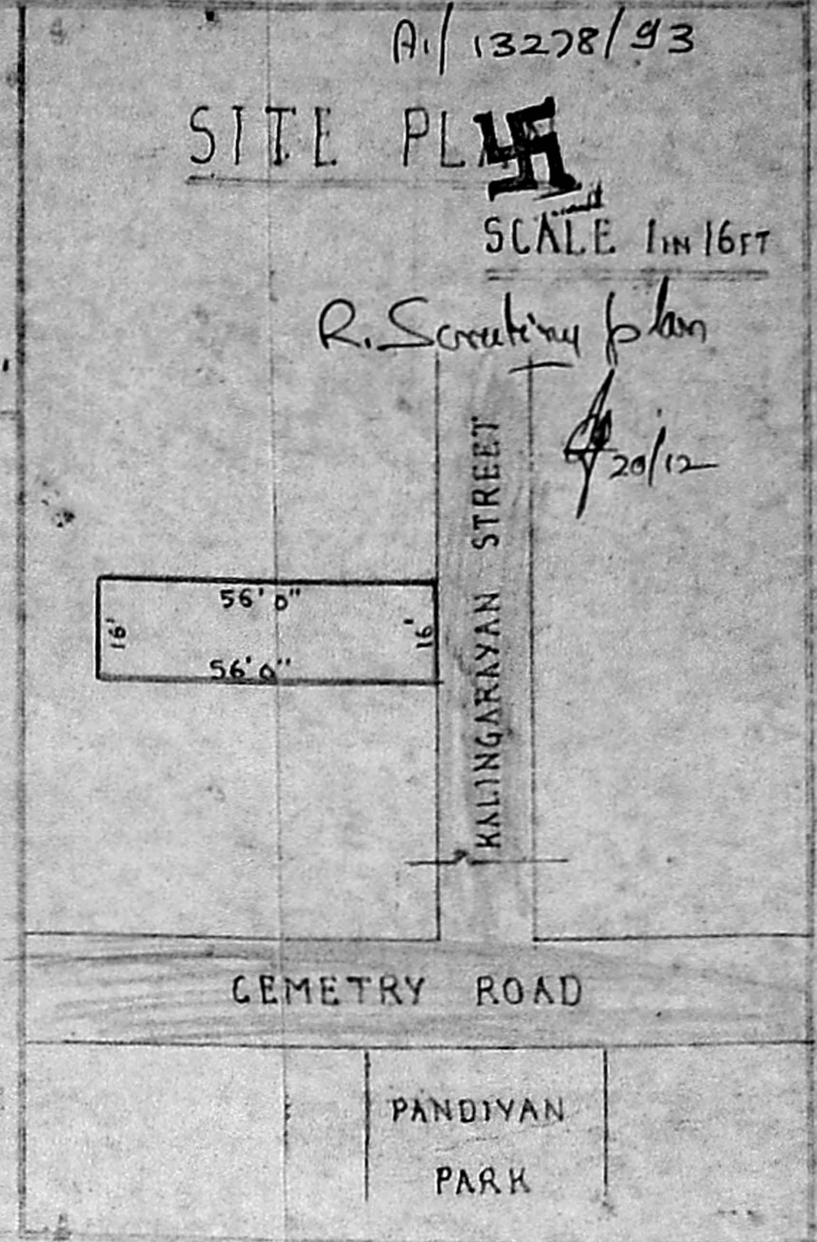 A1/13278/93
SITE PL
SCALE 1 IN 16 FT
R. Scrutiny plan
20/12
KALINGARAYAN STREET
56'0"
16'
16'
56'0"
CEMETRY ROAD
PANDIYAN
PARK